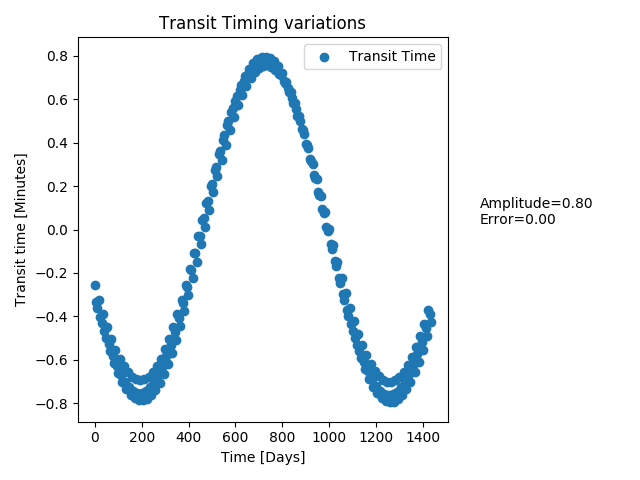 Transit Timing variations
Transit Time
Transit time [Minutes]
0.8
0.6
0.4
0.2
0.0
−0.2
−0.4
−0.6
−0.8
0 200 400 600 800 1000 1200 1400
Time [Days]
Amplitude=0.80
Error=0.00